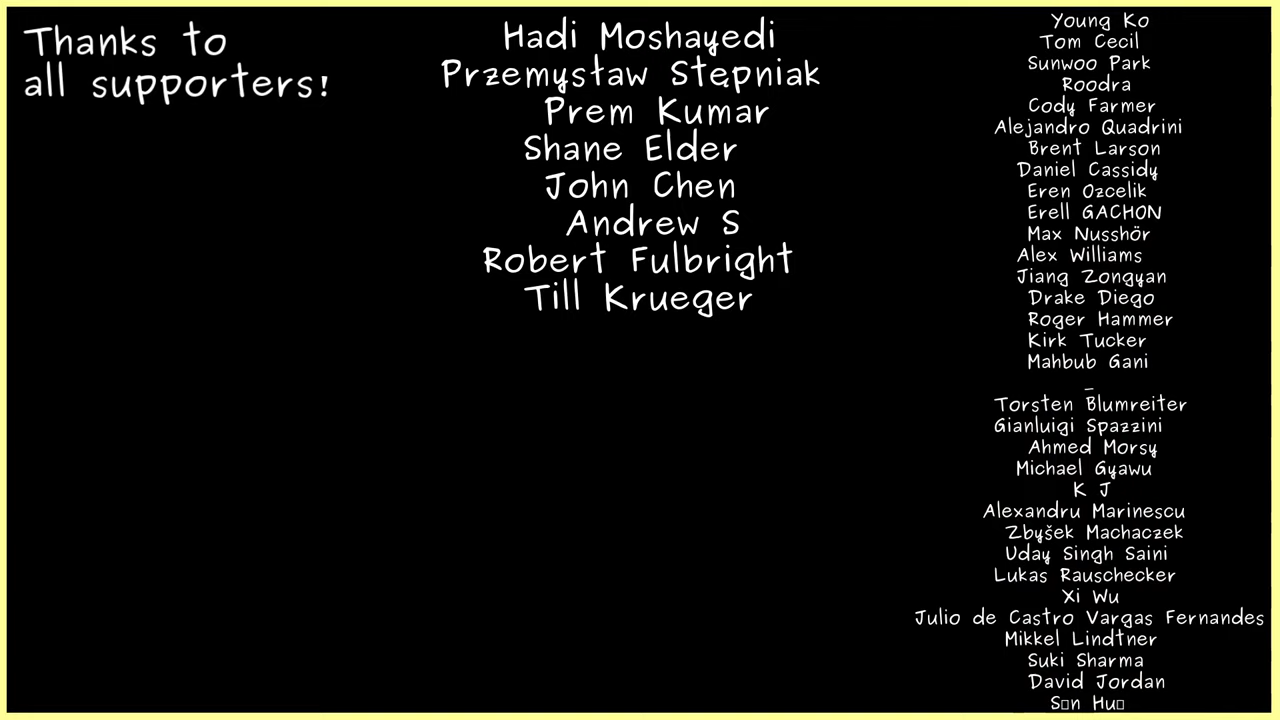 Thanks to
all supporters!
Hadi Moshayedi
Przemysław Stępniak
Prem Kumar
Shane Elder
John Chen
Andrew S
Robert Fulbright
Till Krueger
Young Ko
Tom Cecil
Sunwoo Park
Roodra
Cody Farmer
Alejandro Quadrini
Brent Larson
Daniel Cassidy
Eren Ozcelik
Erell GACHON
Max Nusshör
Alex Williams
Jiang Zongyan
Drake Diego
Roger Hammer
Kirk Tucker
Mahbub Gani
_
Torsten Blumreiter
Gianluigi Spazzini
Ahmed Morsy
Michael Gyawu
K J
Alexandru Marinescu
Zbyšek Machaczek
Uday Singh Saini
Lukas Rauschecker
Xi Wu
Julio de Castro Vargas Fernandes
Mikkel Lindtner
Suki Sharma
David Jordan
S□n Hu□